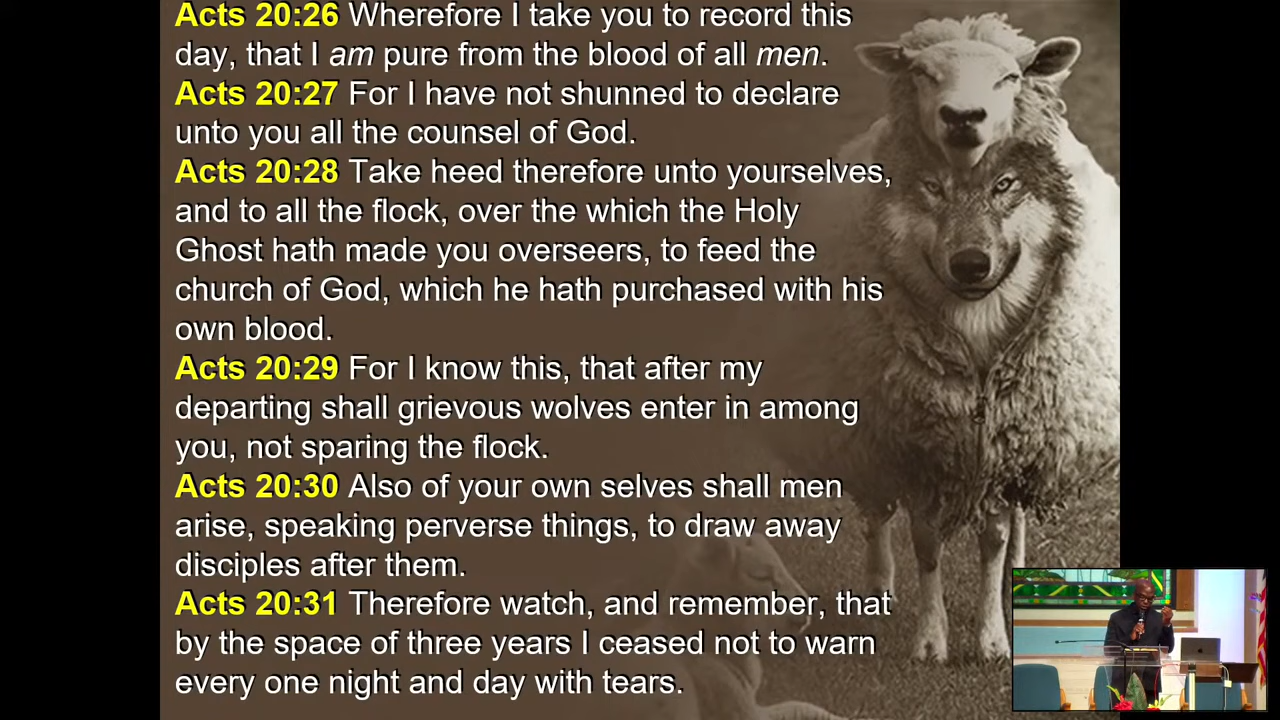 Acts 20:26 Wherefore I take you to record this
day, that I am pure from the blood of all men.
Acts 20:27 For I have not shunned to declare
unto you all the counsel of God.
Acts 20:28 Take heed therefore unto yourselves,
and to all the flock, over the which the Holy
Ghost hath made you overseers, to feed the
church of God, which he hath purchased with his
own blood.
Acts 20:29 For I know this, that after my
departing shall grievous wolves enter in among
you, not sparing the flock.
Acts 20:30 Also of your own selves shall men
arise, speaking perverse things, to draw away
disciples after them.
Acts 20:31 Therefore watch, and remember, that
by the space of three years I ceased not to warn
every one night and day with tears.